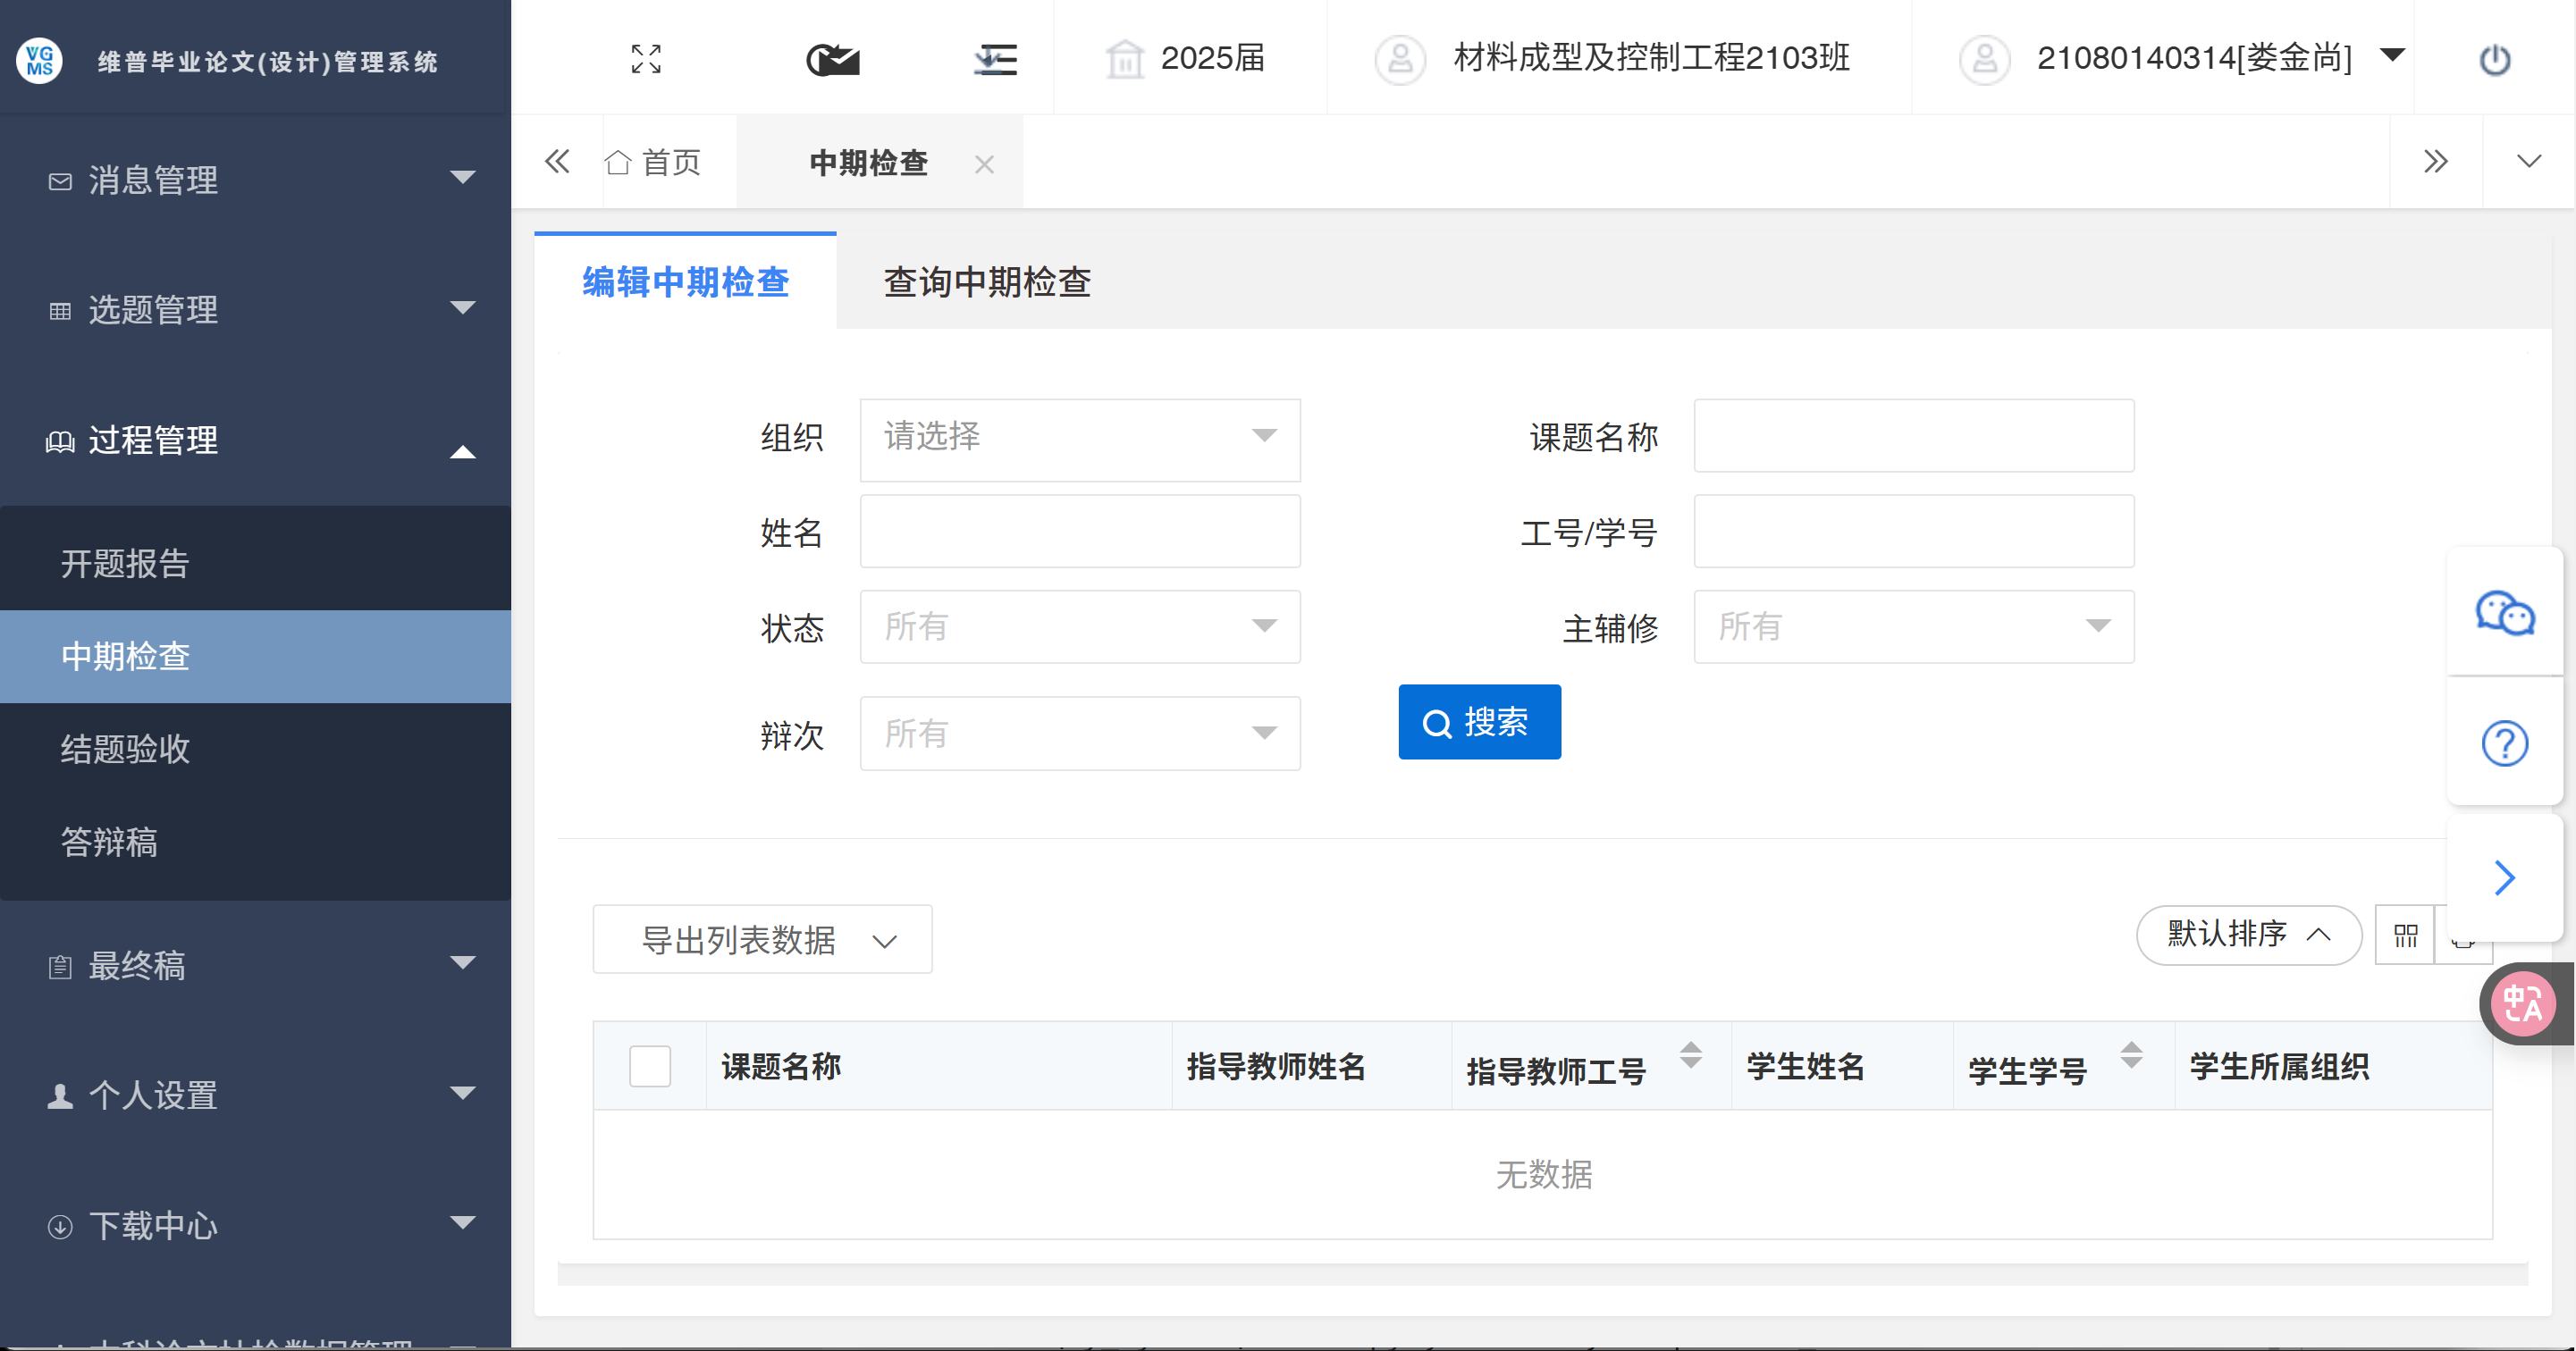 VG
MS
维普毕业论文(设计)管理系统
2025届
材料成型及控制工程2103班
21080140314[娄金尚]
首页
中期检查
消息管理
选题管理
过程管理
开题报告
中期检查
结题验收
答辩稿
最终稿
个人设置
下载中心
编辑中期检查
查询中期检查
组织
请选择
课题名称
姓名
工号/学号
状态
所有
主辅修
所有
辩次
所有
搜索
导出列表数据
默认排序
中A
课题名称
指导教师姓名
指导教师工号
学生姓名
学生学号
学生所属组织
无数据